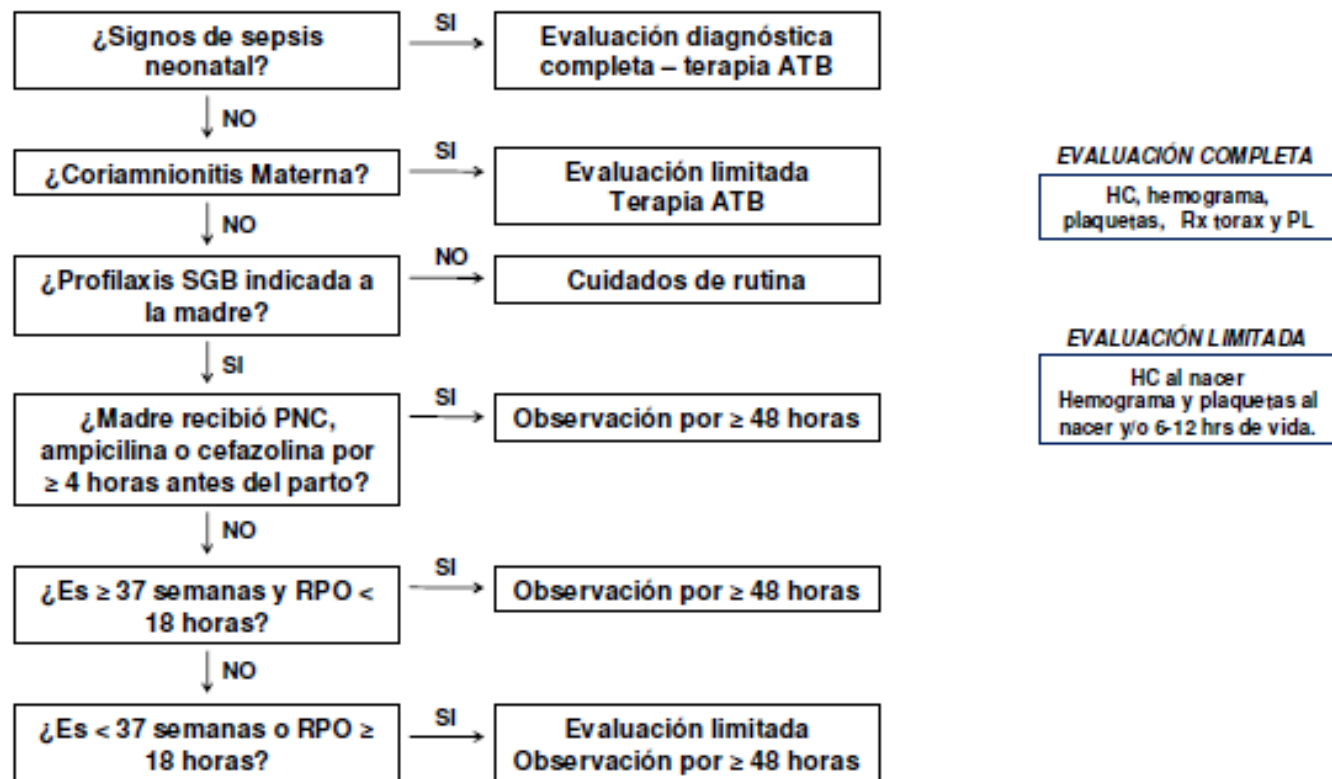 ¿Signos de sepsis
neonatal?
SI
Evaluación diagnóstica
completa – terapia ATB
NO
¿Coriamnionitis Materna?
SI
Evaluación limitada
Terapia ATB
NO
¿Profilaxis SGB indicada a
la madre?
NO
Cuidados de rutina
SI
¿Madre recibió PNC,
ampicilina o cefazolina por
≥ 4 horas antes del parto?
SI
Observación por ≥ 48 horas
NO
¿Es ≥ 37 semanas y RPO <
18 horas?
SI
Observación por ≥ 48 horas
NO
¿Es < 37 semanas o RPO ≥
18 horas?
SI
Evaluación limitada
Observación por ≥ 48 horas
EVALUACIÓN COMPLETA
HC, hemograma,
plaquetas, Rx torax y PL
EVALUACIÓN LIMITADA
HC al nacer
Hemograma y plaquetas al
nacer y/o 6-12 hrs de vida.